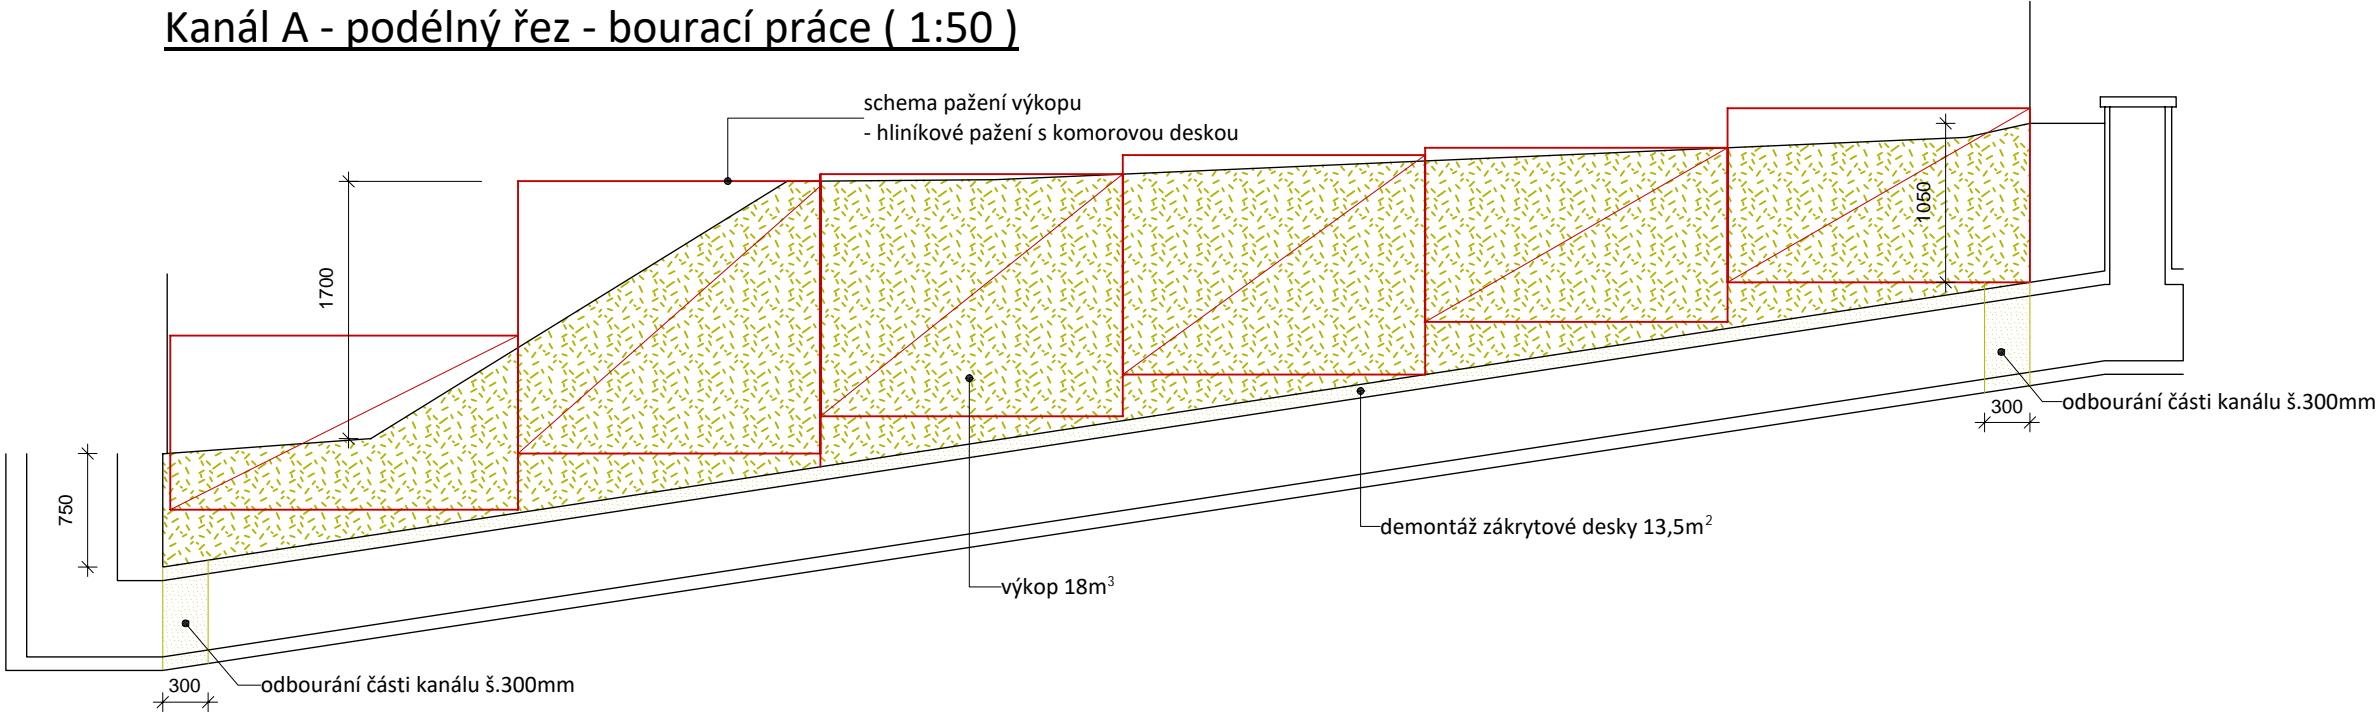 Kanál A - podélný řez - bourací práce ( 1:50 )
schema pažení výkopu
- hliníkové pažení s komorovou deskou
1700
1050
750
300
odbourání části kanálu š.300mm
demontáž zákrytové desky 13,5m²
výkop 18m³
300
odbourání části kanálu š.300mm